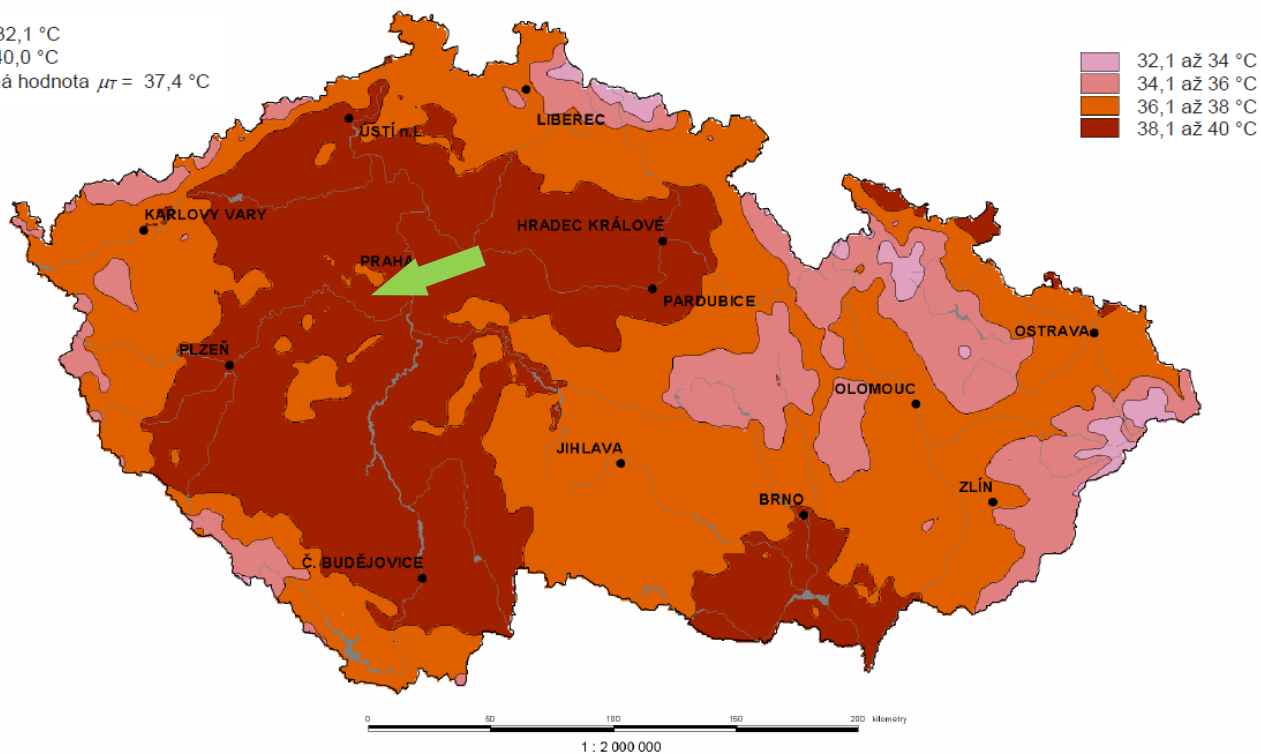 32,1 °C
40,0 °C
ná hodnota μT = 37,4 °C
32,1 až 34 °C
34,1 až 36 °C
36,1 až 38 °C
38,1 až 40 °C
LIBEREC
ÚSTÍ n.L.
KARLOVY VARY
HRADEC KRÁLOVÉ
PRAHA
PARDUBICE
OSTRAVA
PLZEŇ
OLOMOUC
JIHLAVA
ZLÍN
BRNO
Č. BUDĚJOVICE
0 50 100 150 200 kilometry
1 : 2 000 000